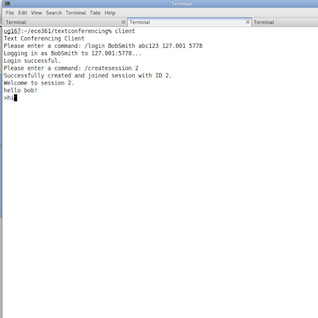 Terminal
File Edit View Search Terminal Tabs Help
Terminal Terminal Terminal
ug167:~/ece361/textconferencing% client
Text Conferencing Client
Please enter a command: /login BobSmith abc123 127.001 5778
Logging in as BobSmith to 127.001:5778...
Login successful.
Please enter a command: /createsession 2
Successfully created and joined session with ID 2.
Welcome to session 2.
hello bob!
>hi